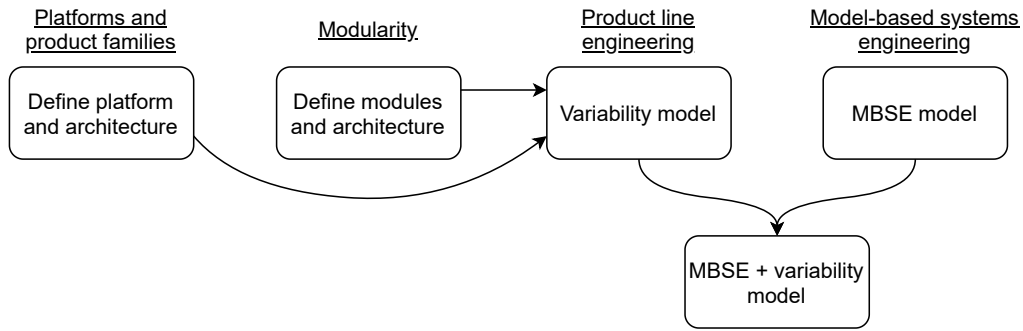 Platforms and
product families
Modularity
Product line
engineering
Model-based systems
engineering
Define platform
and architecture
Define modules
and architecture
Variability model
MBSE model
MBSE + variability
model